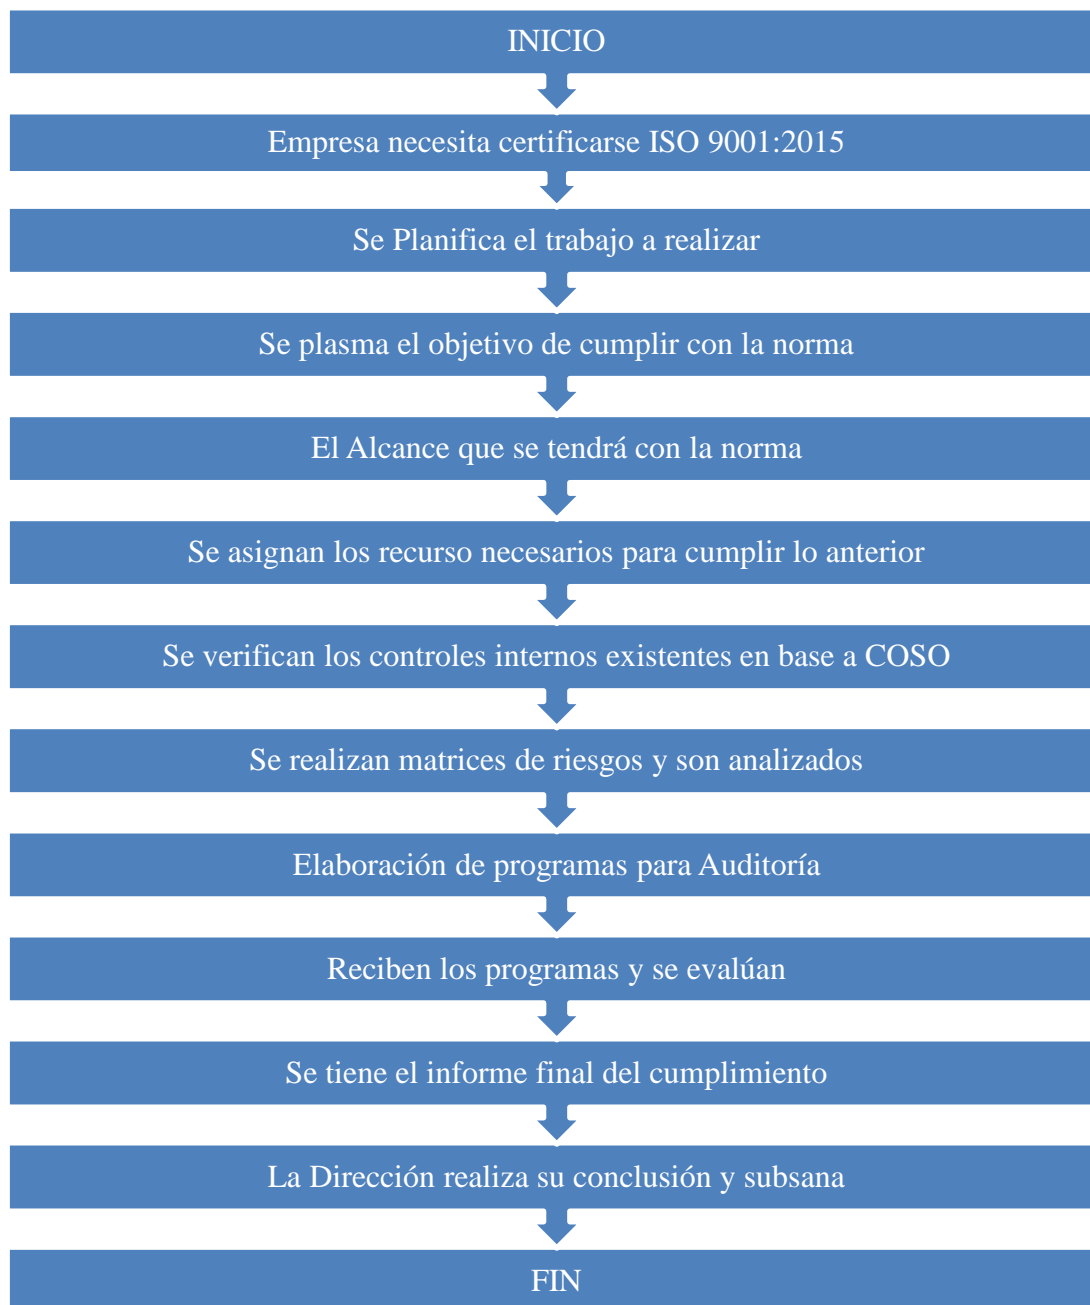 INICIO
Empresa necesita certificarse ISO 9001:2015
Se Planifica el trabajo a realizar
Se plasma el objetivo de cumplir con la norma
El Alcance que se tendrá con la norma
Se asignan los recurso necesarios para cumplir lo anterior
Se verifican los controles internos existentes en base a COSO
Se realizan matrices de riesgos y son analizados
Elaboración de programas para Auditoría
Reciben los programas y se evalúan
Se tiene el informe final del cumplimiento
La Dirección realiza su conclusión y subsana
FIN